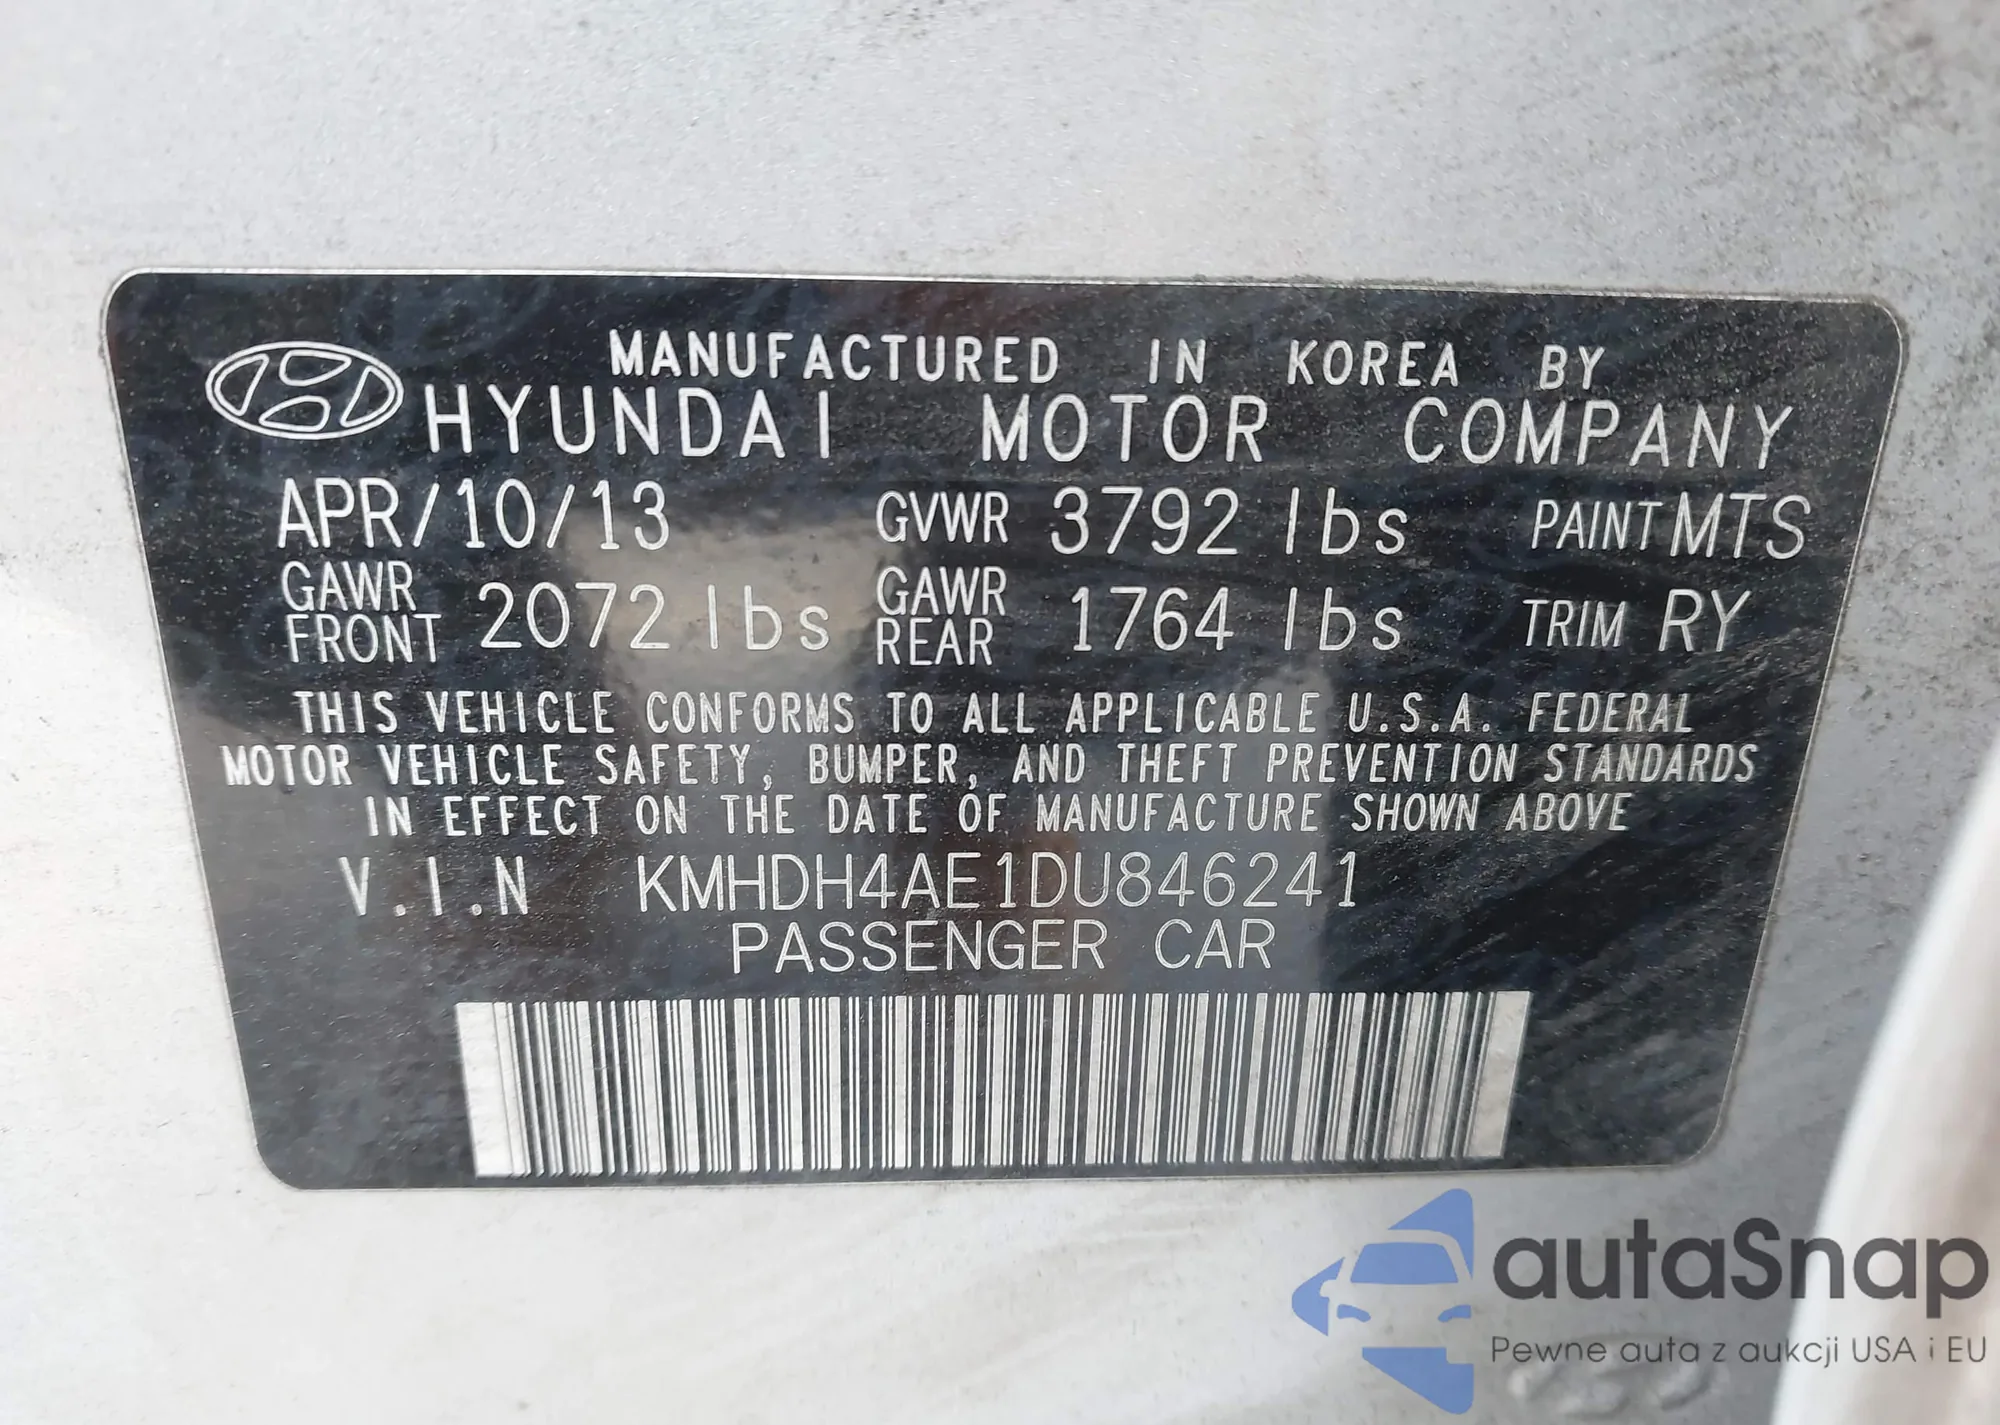 MANUFACTURED IN KOREA BY
HYUNDAI MOTOR COMPANY
APR/10/13 GVWR 3792 lbs PAINT MTS
GAWR FRONT 2072 lbs GAWR REAR 1764 lbs TRIM RY
THIS VEHICLE CONFORMS TO ALL APPLICABLE U.S.A. FEDERAL
MOTOR VEHICLE SAFETY, BUMPER, AND THEFT PREVENTION STANDARDS
IN EFFECT ON THE DATE OF MANUFACTURE SHOWN ABOVE
V.I.N KMHDH4AE1DU846241
PASSENGER CAR
autaSnap
Pewne auta z aukcji USA i EU